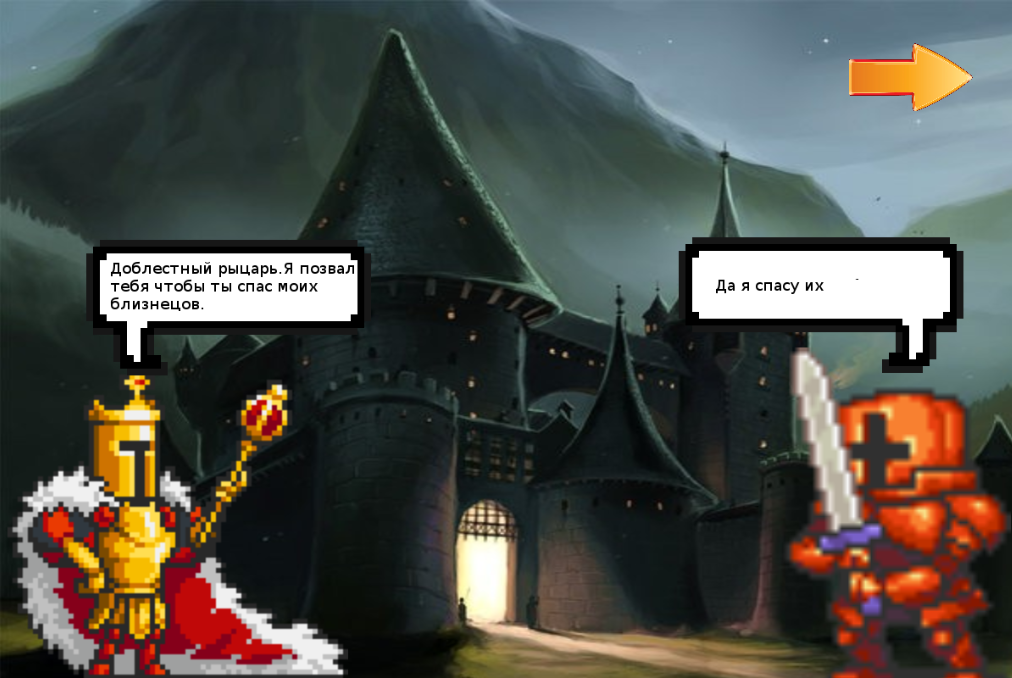 Доблестный рыцарь.Я позвал
тебя чтобы ты спас моих
близнецов.
Да я спасу их